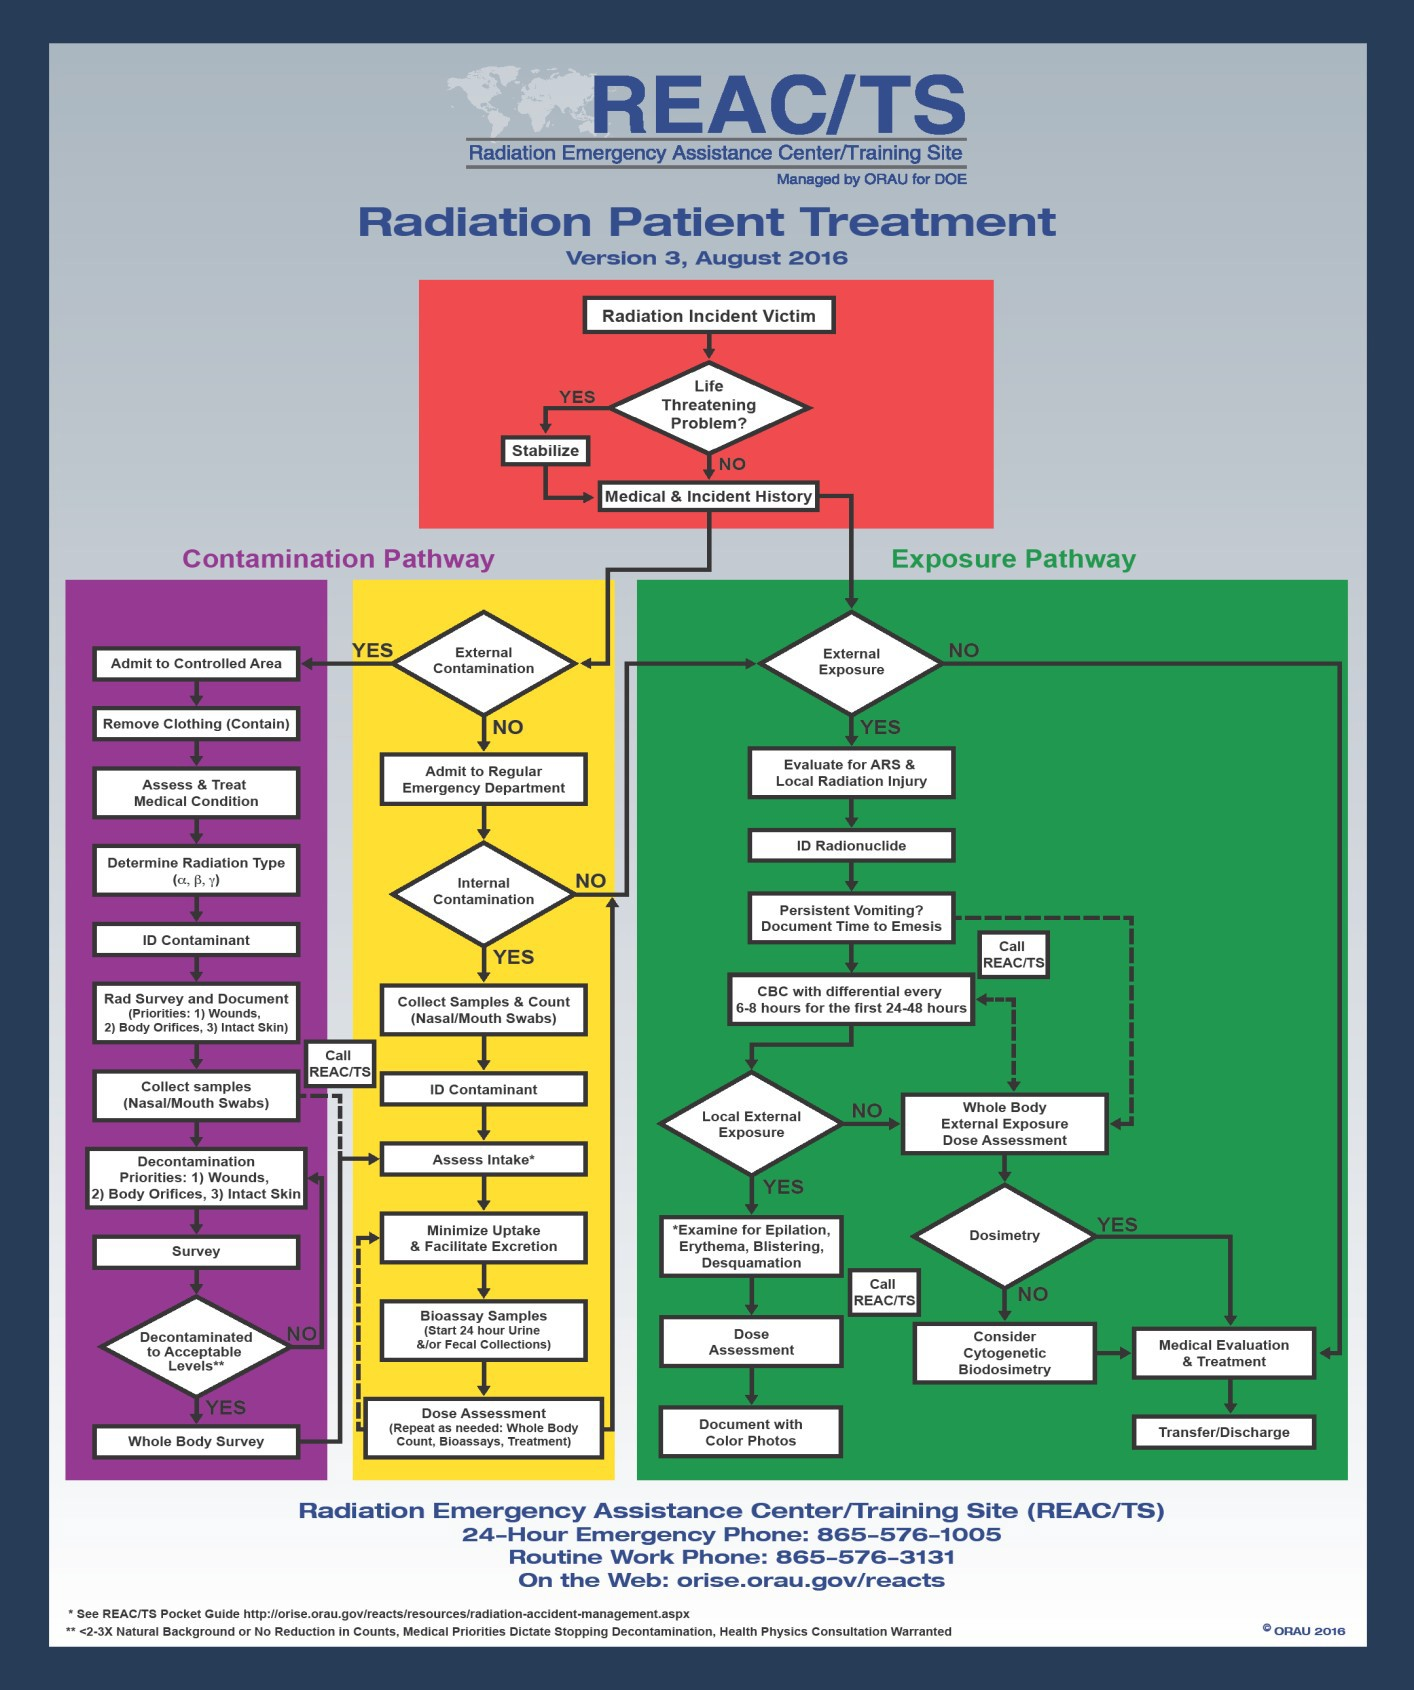 REAC/TS
Radiation Emergency Assistance Center/Training Site
Managed by ORAU for DOE
Radiation Patient Treatment
Version 3, August 2016
Radiation Incident Victim
Life
Threatening
Problem?
YES
Stabilize
NO
Medical & Incident History
Contamination Pathway
Exposure Pathway
Admit to Controlled Area
Remove Clothing (Contain)
Assess & Treat
Medical Condition
Determine Radiation Type
(α, β, γ)
ID Contaminant
Rad Survey and Document
(Priorities: 1) Wounds,
2) Body Orifices, 3) Intact Skin)
Collect samples
(Nasal/Mouth Swabs)
Call
REAC/TS
Decontamination
Priorities: 1) Wounds,
2) Body Orifices, 3) Intact Skin
Survey
Decontaminated
to Acceptable
Levels**
NO
YES
Whole Body Survey
External
Contamination
YES
NO
Admit to Regular
Emergency Department
Internal
Contamination
NO
YES
Collect Samples & Count
(Nasal/Mouth Swabs)
ID Contaminant
Assess Intake*
Minimize Uptake
& Facilitate Excretion
Bioassay Samples
(Start 24 hour Urine
&/or Fecal Collections)
Dose Assessment
(Repeat as needed: Whole Body
Count, Bioassays, Treatment)
External
Exposure
NO
YES
Evaluate for ARS &
Local Radiation Injury
ID Radionuclide
Persistent Vomiting?
Document Time to Emesis
Call
REAC/TS
CBC with differential every
6-8 hours for the first 24-48 hours
Local External
Exposure
NO
YES
Whole Body
External Exposure
Dose Assessment
*Examine for Epilation,
Erythema, Blistering,
Desquamation
Call
REAC/TS
Dose
Assessment
Document with
Color Photos
Dosimetry
YES
NO
Consider
Cytogenetic
Biodosimetry
Medical Evaluation
& Treatment
Transfer/Discharge
Radiation Emergency Assistance Center/Training Site (REAC/TS)
24-Hour Emergency Phone: 865-576-1005
Routine Work Phone: 865-576-3131
On the Web: orise.orau.gov/reacts
* See REAC/TS Pocket Guide http://orise.orau.gov/reacts/resources/radiation-accident-management.aspx
** <2-3X Natural Background or No Reduction in Counts, Medical Priorities Dictate Stopping Decontamination, Health Physics Consultation Warranted
© ORAU 2016